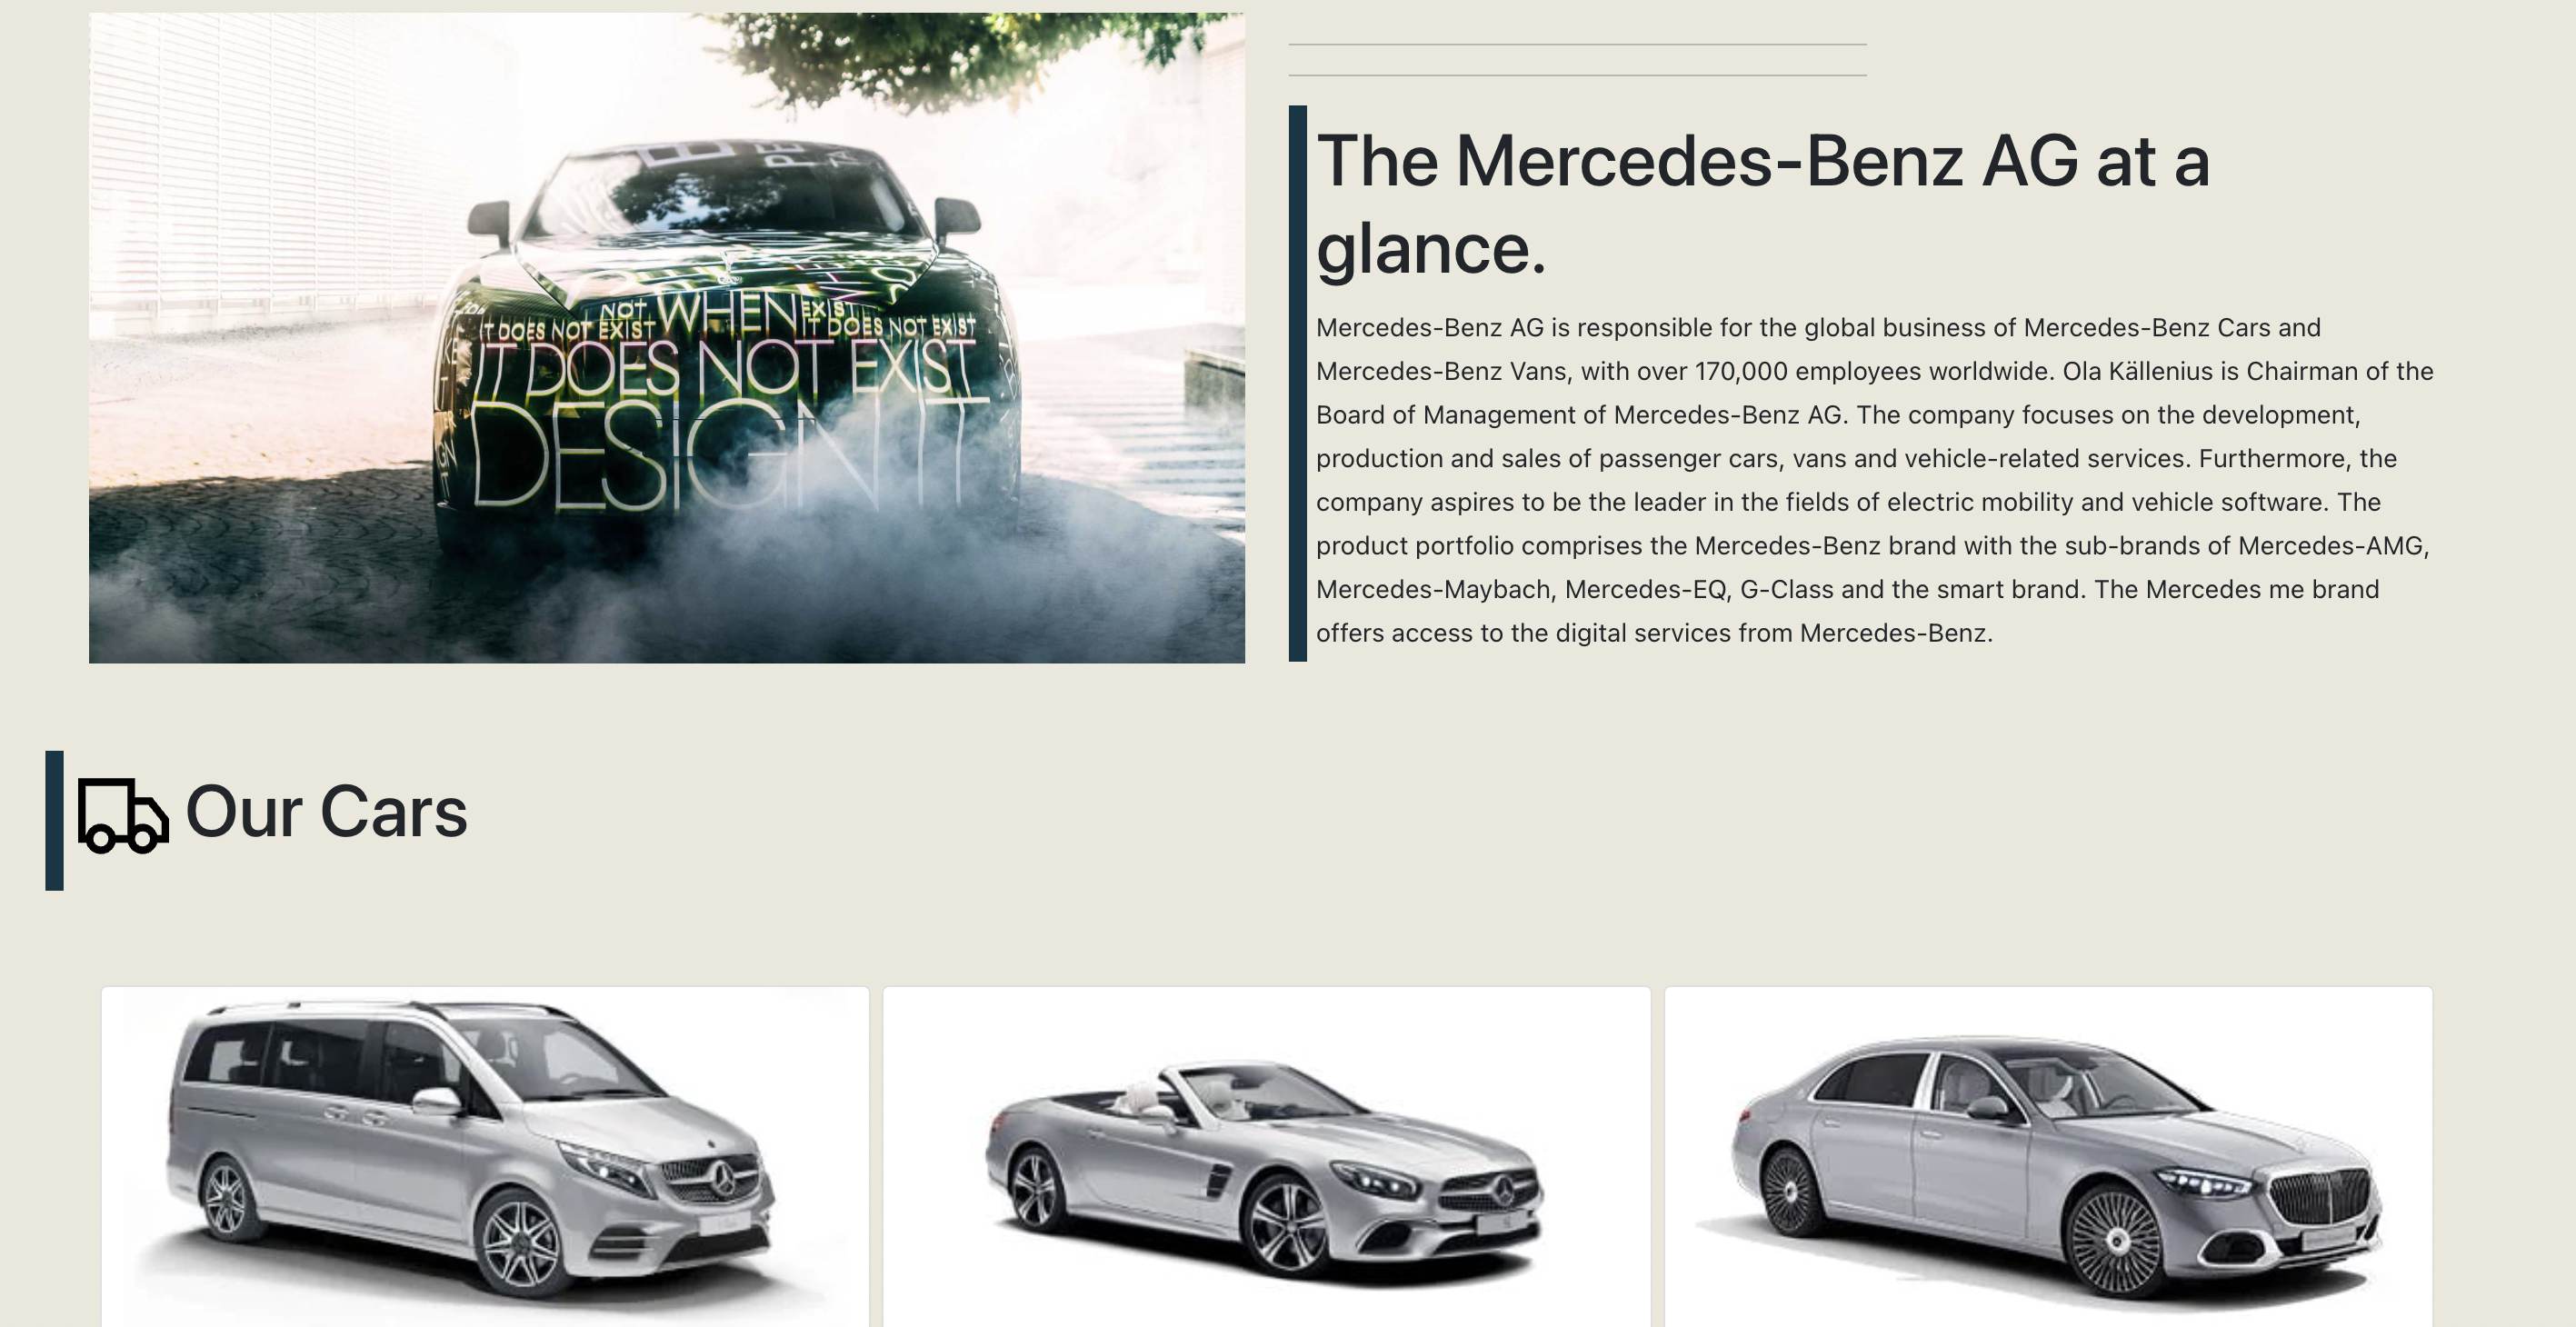 NOT WHEN EXIST
IT DOES NOT EXIST IT DOES NOT EXIST
IT DOES NOT EXIST
DESIGN IT
The Mercedes-Benz AG at a
glance.
Mercedes-Benz AG is responsible for the global business of Mercedes-Benz Cars and
Mercedes-Benz Vans, with over 170,000 employees worldwide. Ola Källenius is Chairman of the
Board of Management of Mercedes-Benz AG. The company focuses on the development,
production and sales of passenger cars, vans and vehicle-related services. Furthermore, the
company aspires to be the leader in the fields of electric mobility and vehicle software. The
product portfolio comprises the Mercedes-Benz brand with the sub-brands of Mercedes-AMG,
Mercedes-Maybach, Mercedes-EQ, G-Class and the smart brand. The Mercedes me brand
offers access to the digital services from Mercedes-Benz.
Our Cars